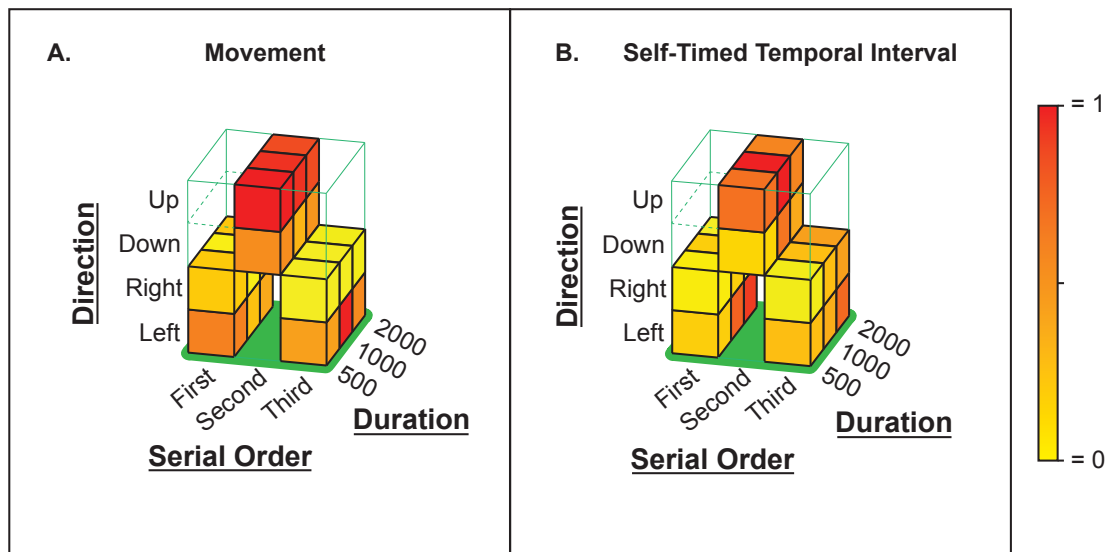 A. Movement
Up
Down
Right
Left
Direction
First
Second
Third
500
1000
2000
Duration
Serial Order
B. Self-Timed Temporal Interval
Up
Down
Right
Left
Direction
First
Second
Third
500
1000
2000
Duration
Serial Order
= 1
= 0